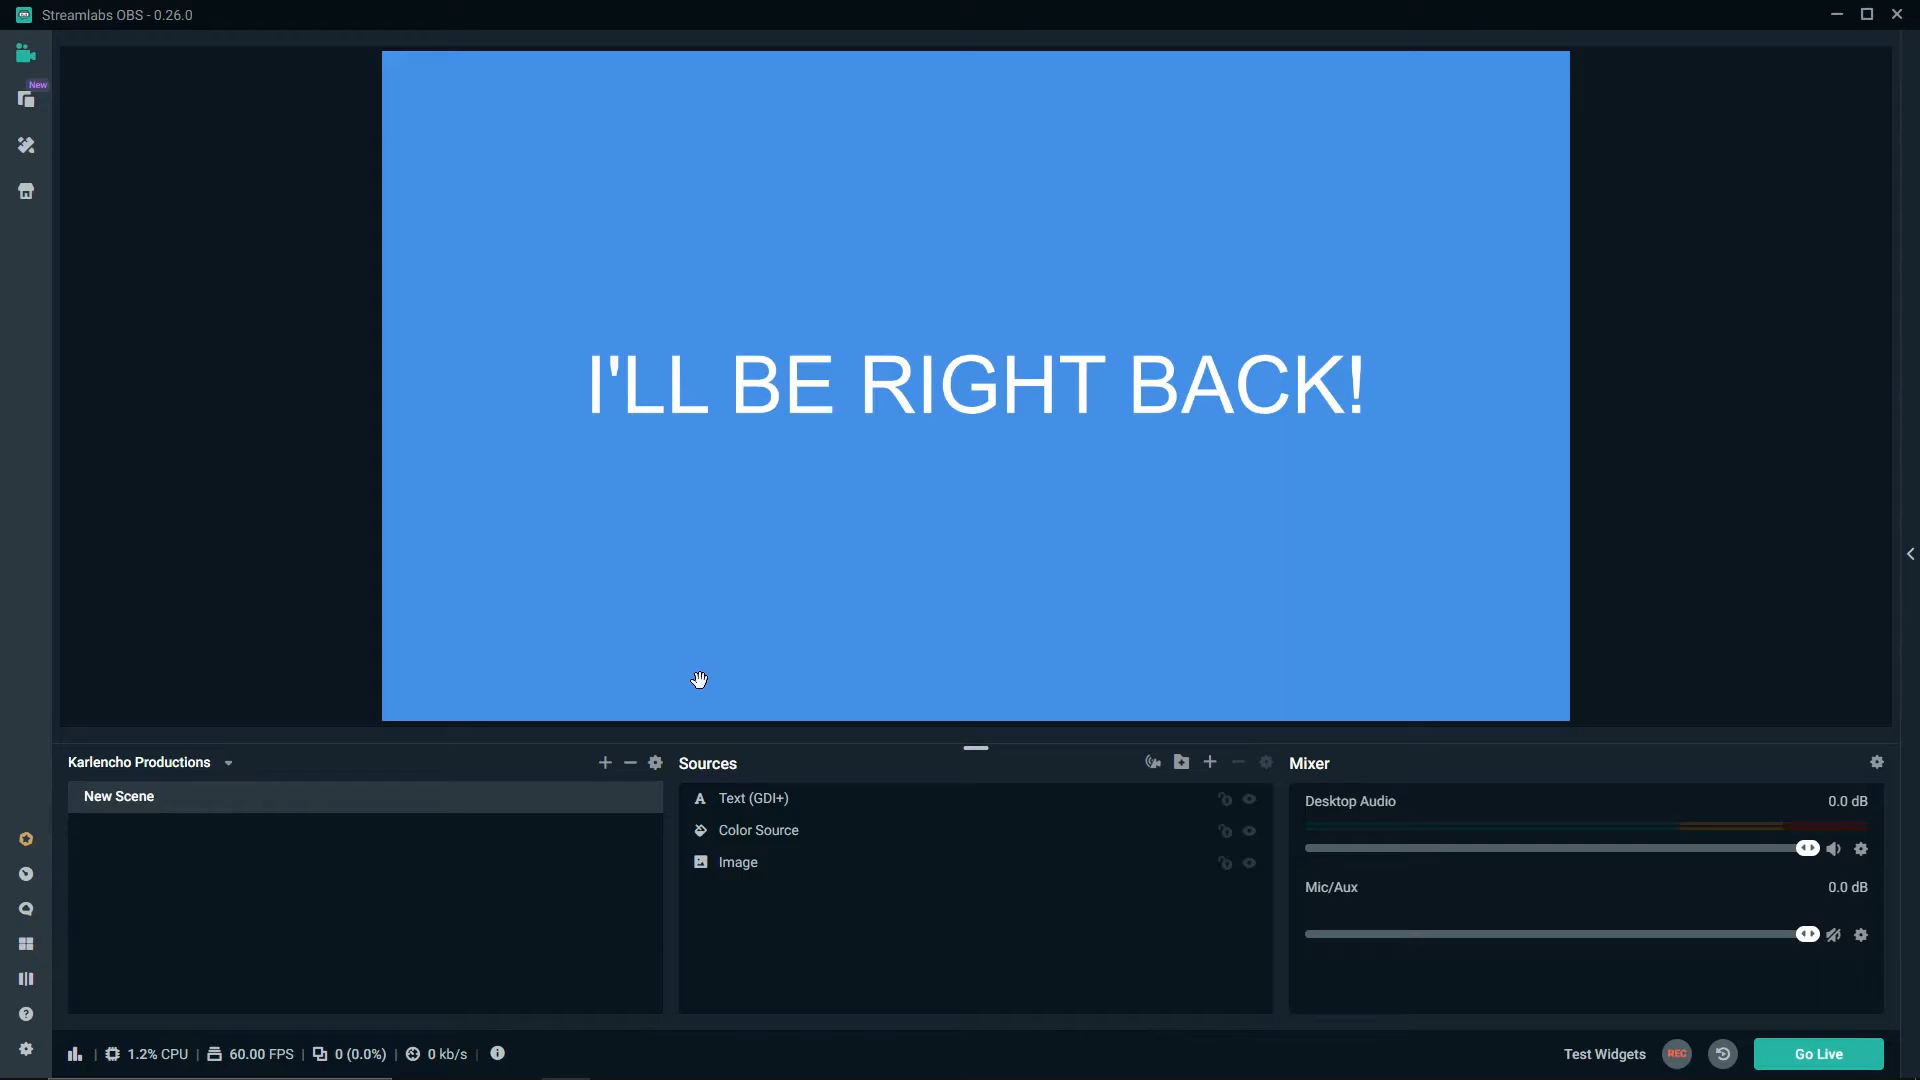 Streamlabs OBS - 0.26.0
New
I'LL BE RIGHT BACK!
Karlencho Productions
Sources
Mixer
New Scene
Text (GDI+)
Color Source
Image
Desktop Audio
0.0 dB
Mic/Aux
0.0 dB
1.2% CPU
60.00 FPS
0 (0.0%)
0 kb/s
Test Widgets
REC
Go Live